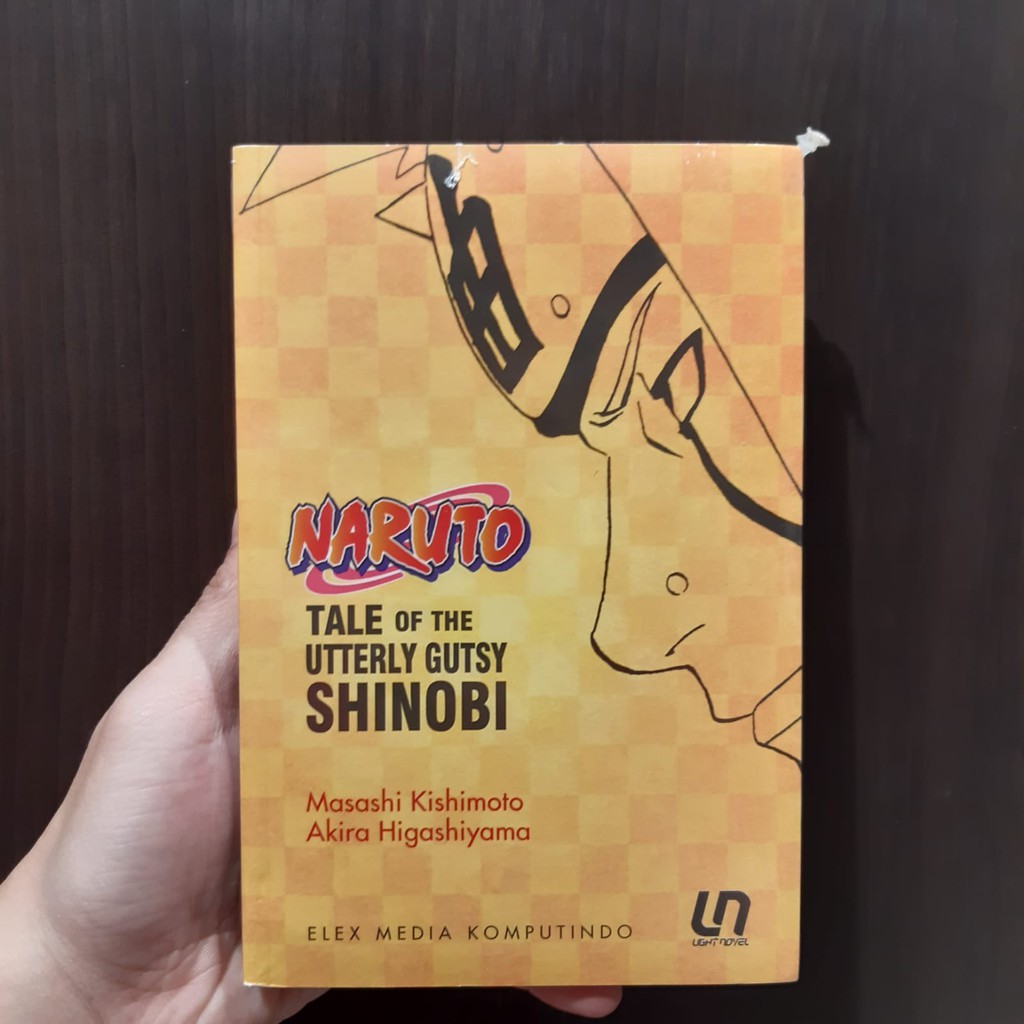 NARUTO
TALE OF THE
UTTERLY GUTSY
SHINOBI
Masashi Kishimoto
Akira Higashiyama
ELEX MEDIA KOMPUTINDO
LN
LIGHT NOVEL